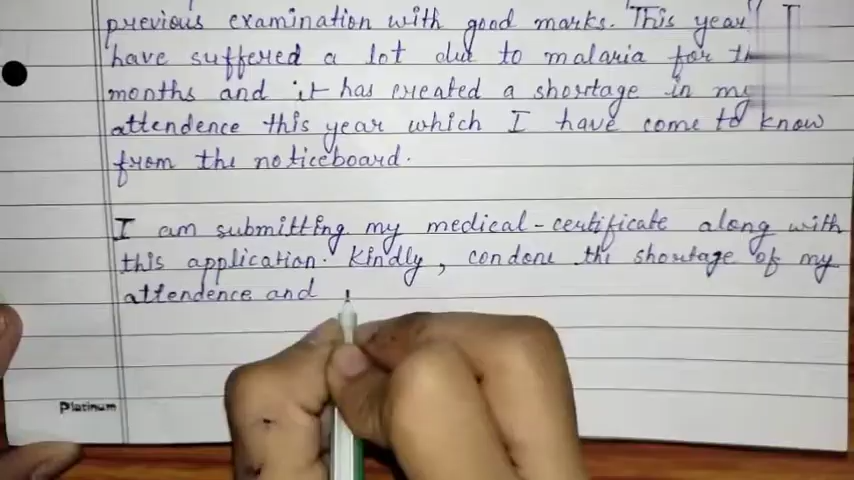 previous examination with good marks. This year I
have suffered a lot due to malaria for
months and it has created a shortage in my
attendence this year which I have come to know
from the noticeboard.
I am submitting my medical-certificate along with
this application. Kindly, condone the shortage of my
attendence and
Platinum